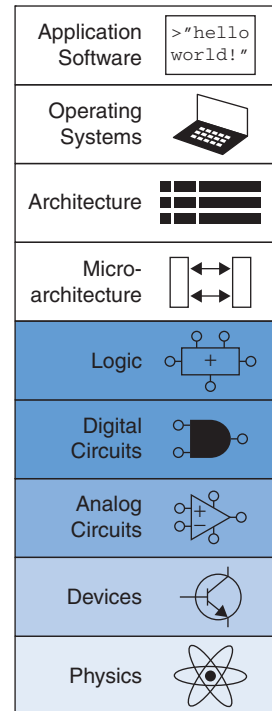 Application
Software
>"hello
world!"
Operating
Systems
Architecture
Micro-
architecture
Logic
+
Digital
Circuits
Analog
Circuits
+
−
Devices
Physics